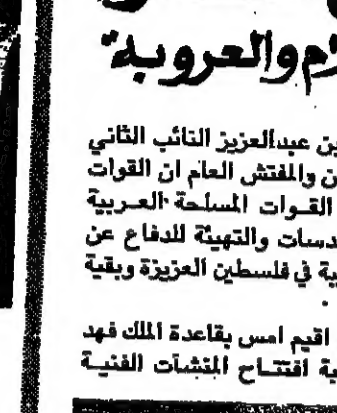 م والعروبة"
بن عبدالعزيز النائب الثاني
ن والمفتش العام ان القوات
القوات المسلحة العربية
دسات والتهيئة للدفاع عن
ية في فلسطين العزيزة وبقية
.
اقيم امس بقاعدة الملك فهد
ية افتتاح المنشآت الفنية